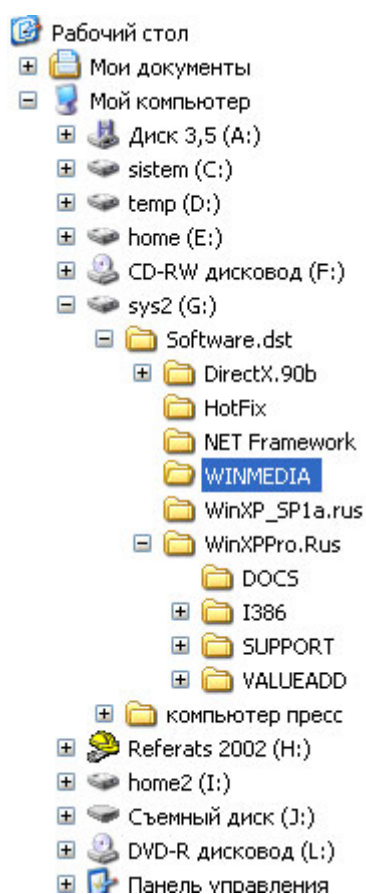 Рабочий стол
Мои документы
Мой компьютер
Диск 3,5 (A:)
sistem (C:)
temp (D:)
home (E:)
CD-RW дисковод (F:)
sys2 (G:)
Software.dst
DirectX.90b
HotFix
NET Framework
WINMEDIA
WinXP_SP1a.rus
WinXPPro.Rus
DOCS
I386
SUPPORT
VALUEADD
компьютер пресс
Referats 2002 (H:)
home2 (I:)
Съемный диск (J:)
DVD-R дисковод (L:)
Панель управления